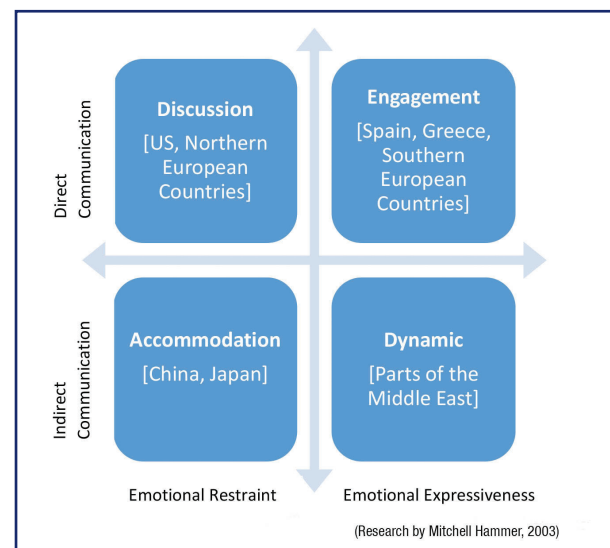 Direct
Communication
Discussion
[US, Northern
European
Countries]
Engagement
[Spain, Greece,
Southern
European
Countries]
Indirect
Communication
Accommodation
[China, Japan]
Dynamic
[Parts of the
Middle East]
Emotional Restraint
Emotional Expressiveness
(Research by Mitchell Hammer, 2003)